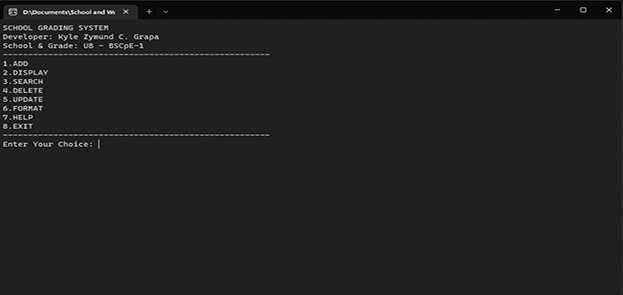 D:\Documents\School and We
SCHOOL GRADING SYSTEM
Developer: Kyle Zymund C. Grapa
School & Grade: UB - BSCpE-1
------------------------------------------------------
1.ADD
2.DISPLAY
3.SEARCH
4.DELETE
5.UPDATE
6.FORMAT
7.HELP
8.EXIT
------------------------------------------------------
Enter Your Choice: